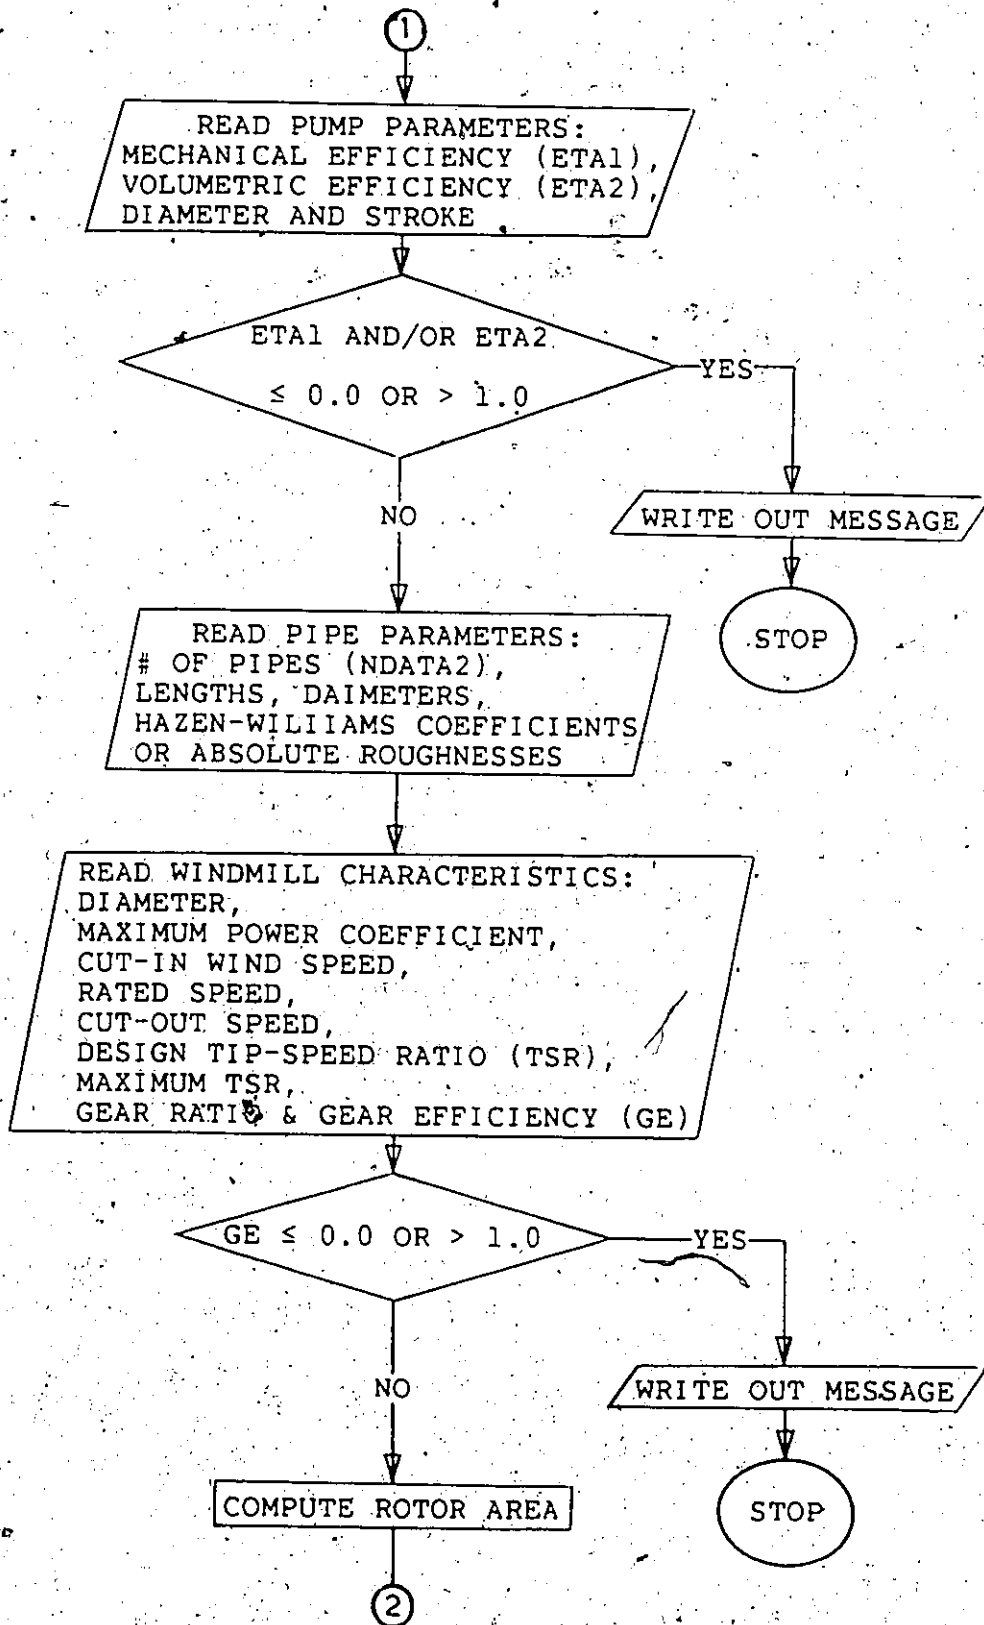 1
READ PUMP PARAMETERS:
MECHANICAL EFFICIENCY (ETA1),
VOLUMETRIC EFFICIENCY (ETA2),
DIAMETER AND STROKE
ETA1 AND/OR ETA2
≤ 0.0 OR > 1.0
YES
NO
WRITE OUT MESSAGE
STOP
READ PIPE PARAMETERS:
# OF PIPES (NDATA2),
LENGTHS, DAIMETERS,
HAZEN-WILIIAMS COEFFICIENTS
OR ABSOLUTE ROUGHNESSES
READ WINDMILL CHARACTERISTICS:
DIAMETER,
MAXIMUM POWER COEFFICIENT,
CUT-IN WIND SPEED,
RATED SPEED,
CUT-OUT SPEED,
DESIGN TIP-SPEED RATIO (TSR),
MAXIMUM TSR,
GEAR RATIO & GEAR EFFICIENCY (GE)
GE ≤ 0.0 OR > 1.0
YES
NO
WRITE OUT MESSAGE
COMPUTE ROTOR AREA
STOP
2